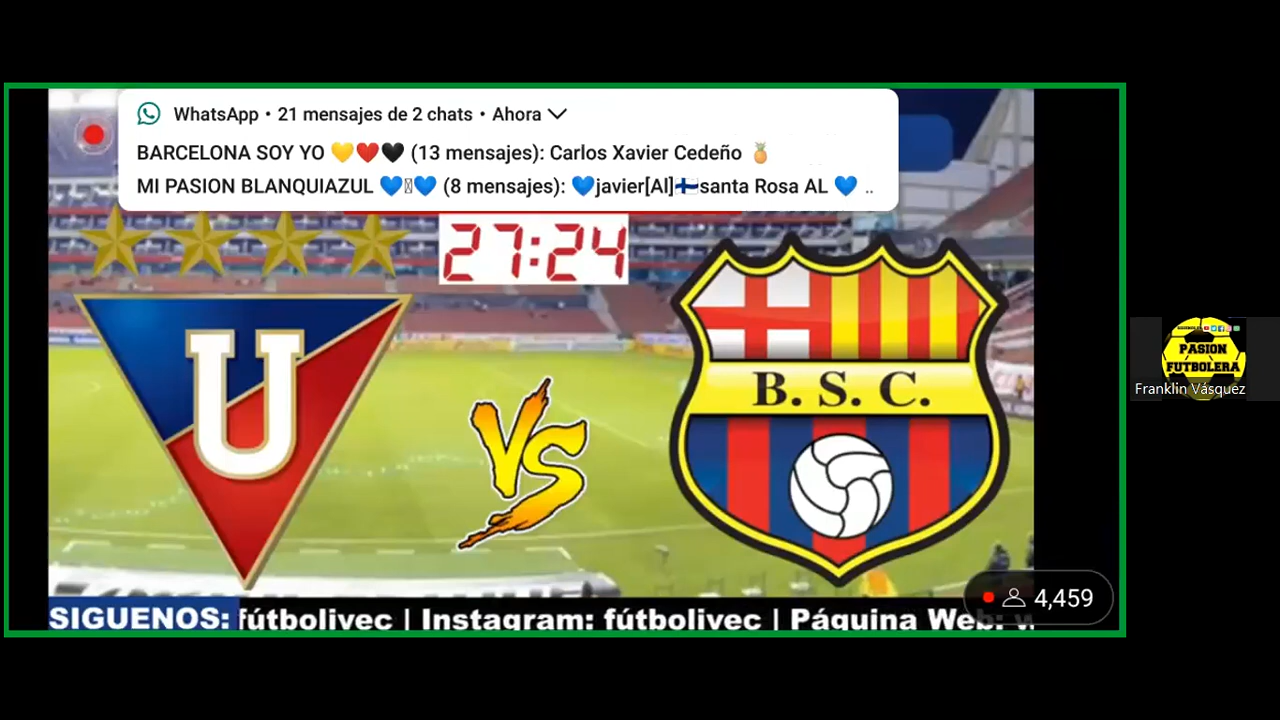 WhatsApp • 21 mensajes de 2 chats • Ahora
BARCELONA SOY YO 💛❤️🖤 (13 mensajes): Carlos Xavier Cedeño 🍍
MI PASION BLANQUIAZUL 💙💙 (8 mensajes): 💙javier[Al]🇫🇮santa Rosa AL 💙 ..
27:24
U
VS
B. S. C.
PASION
FUTBOLERA
Franklin Vásquez
4,459
SIGUENOS: fútbolivec | Instagram: fútbolivec | Páguina Web: